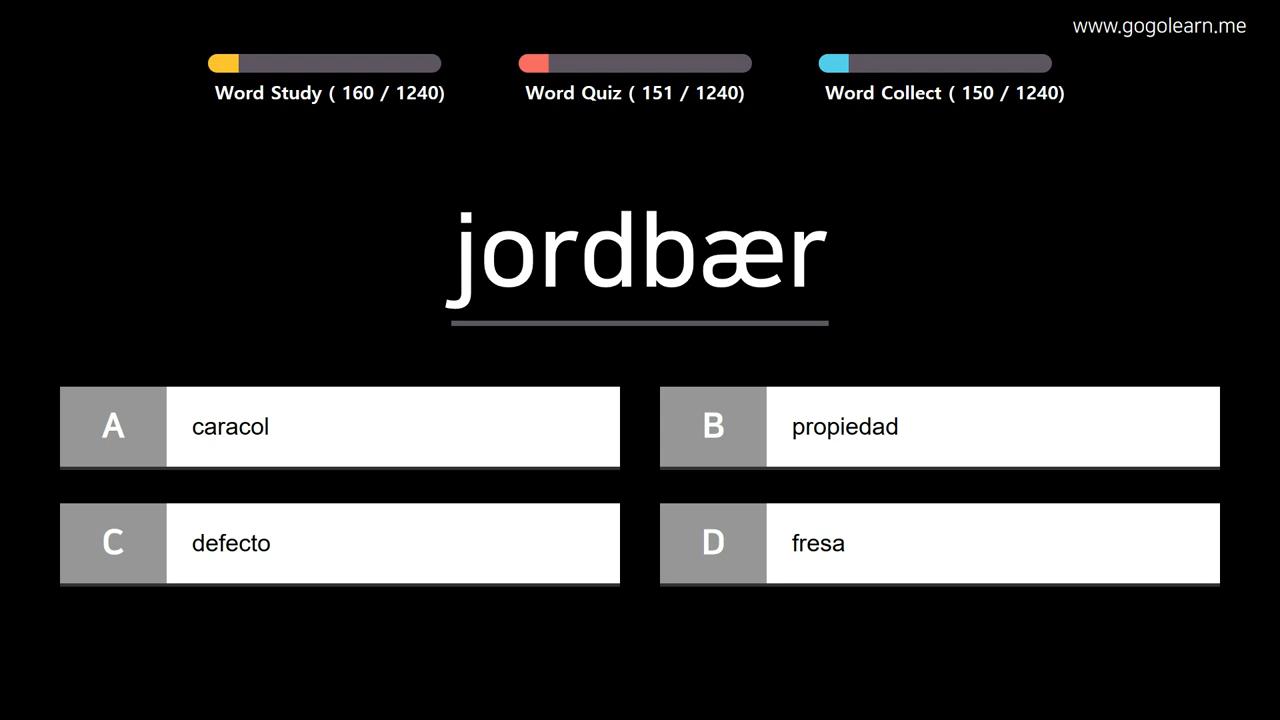 www.gogolearn.me
Word Study ( 160 / 1240)
Word Quiz ( 151 / 1240)
Word Collect ( 150 / 1240)
jordbær
A caracol
B propiedad
C defecto
D fresa